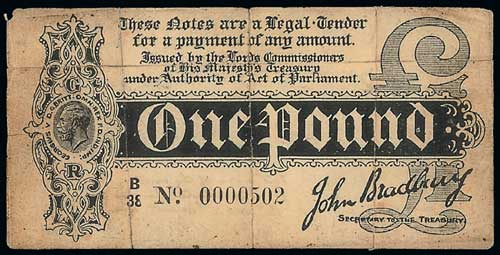 These Notes are a Legal Tender
for a payment of any amount.
Issued by the Lords Commissioners
of His Majesty's Treasury
under Authority of Act of Parliament.
£
G
R
One Pound
B
38
No. 0000502
John Bradbury
SECRETARY TO THE TREASURY.
£1